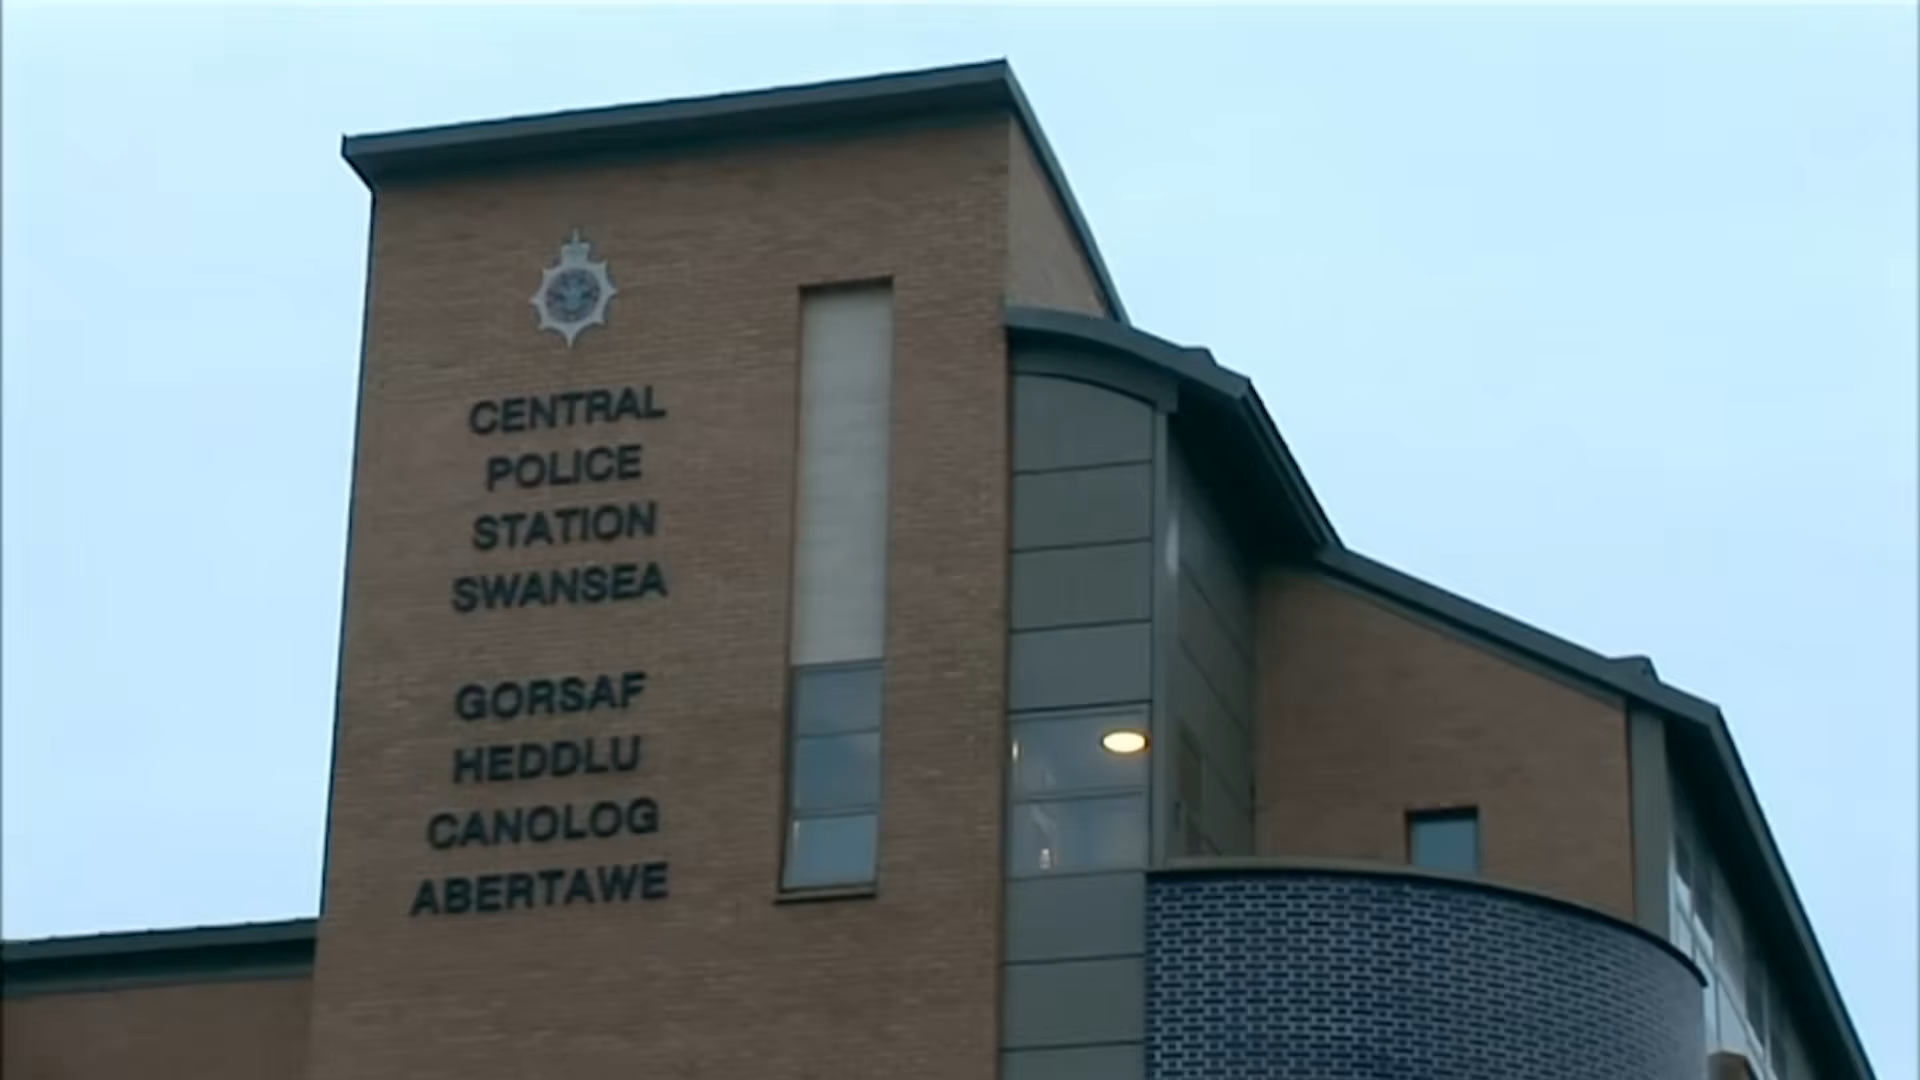 CENTRAL
POLICE
STATION
SWANSEA
GORSAF
HEDDLU
CANOLOG
ABERTAWE